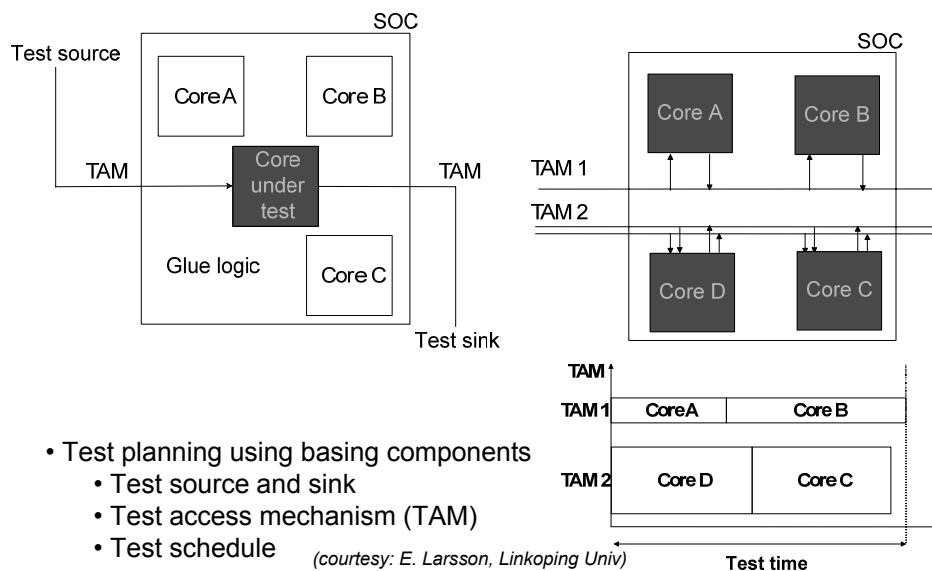 SOC
Test source
Core A
Core B
TAM
Core
under
test
TAM
Glue logic
Core C
Test sink
SOC
Core A
Core B
TAM 1
TAM 2
Core D
Core C
TAM
TAM 1
Core A
Core B
TAM 2
Core D
Core C
Test time
• Test planning using basing components
• Test source and sink
• Test access mechanism (TAM)
• Test schedule
(courtesy: E. Larsson, Linkoping Univ)